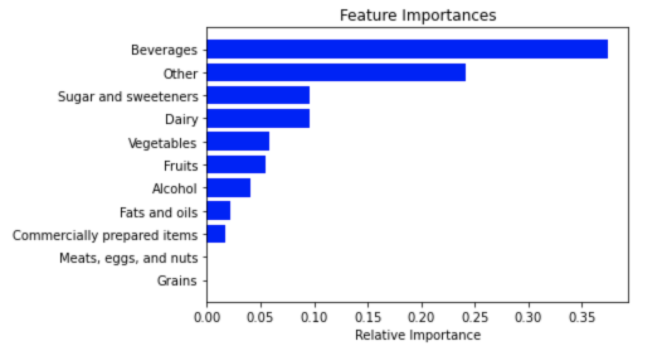 Feature Importances
Beverages
Other
Sugar and sweeteners
Dairy
Vegetables
Fruits
Alcohol
Fats and oils
Commercially prepared items
Meats, eggs, and nuts
Grains
0.00 0.05 0.10 0.15 0.20 0.25 0.30 0.35
Relative Importance